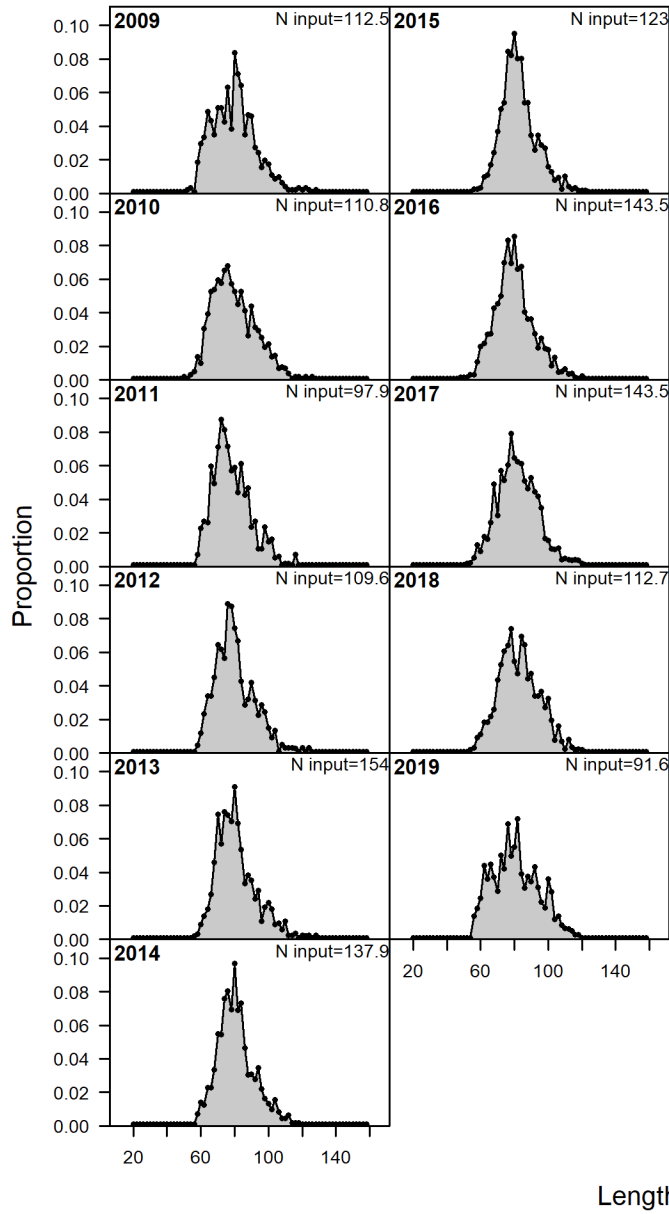 2009 N input=112.5
0.10
0.08
0.06
0.04
0.02
0.00
2010 N input=110.8
0.10
0.08
0.06
0.04
0.02
0.00
2011 N input=97.9
0.10
0.08
0.06
0.04
0.02
0.00
2012 N input=109.6
0.10
0.08
0.06
0.04
0.02
0.00
2013 N input=154
0.10
0.08
0.06
0.04
0.02
0.00
2014 N input=137.9
0.10
0.08
0.06
0.04
0.02
0.00
20 60 100 140
2015 N input=123
2016 N input=143.5
2017 N input=143.5
2018 N input=112.7
2019 N input=91.6
20 60 100 140
Proportion
Length